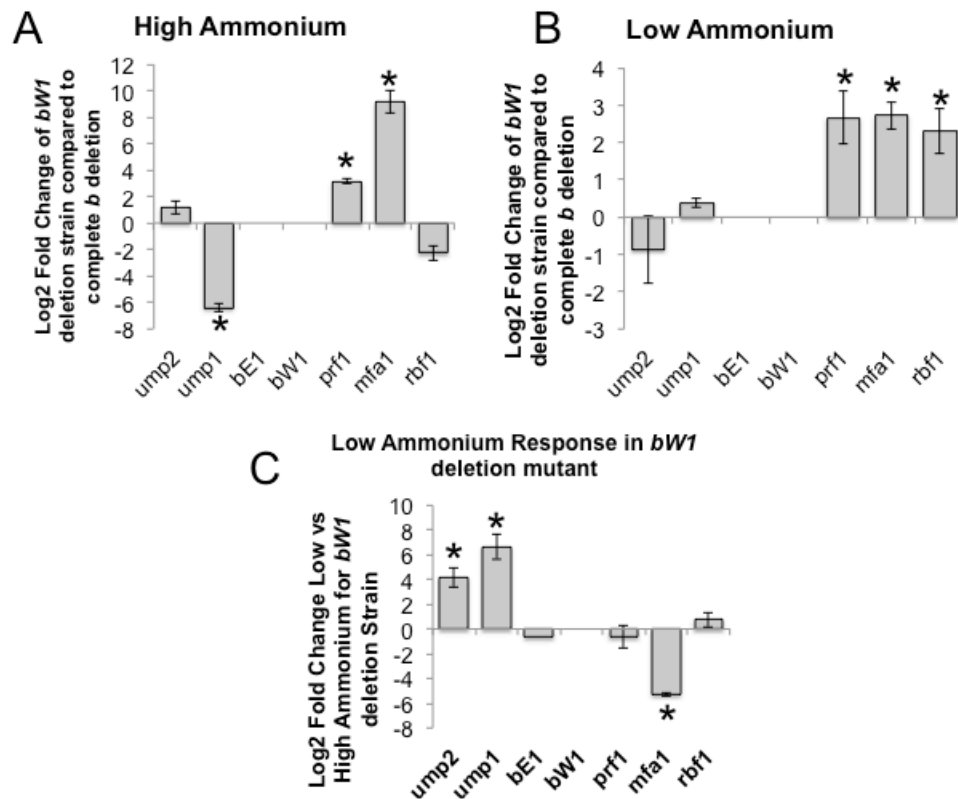 A
High Ammonium
Log2 Fold Change of bW1
deletion strain compared to
complete b deletion
12
10
8
6
4
2
0
-2
-4
-6
-8
*
*
*
ump2
ump1
bE1
bW1
prf1
mfa1
rbf1
B
Low Ammonium
Log2 Fold Change of bW1
deletion strain compared to
complete b deletion
4
3
2
1
0
-1
-2
-3
*
*
*
ump2
ump1
bE1
bW1
prf1
mfa1
rbf1
C
Low Ammonium Response in bW1
deletion mutant
Log2 Fold Change Low vs
High Ammonium for bW1
deletion Strain
10
8
6
4
2
0
-2
-4
-6
-8
*
*
*
ump2
ump1
bE1
bW1
prf1
mfa1
rbf1